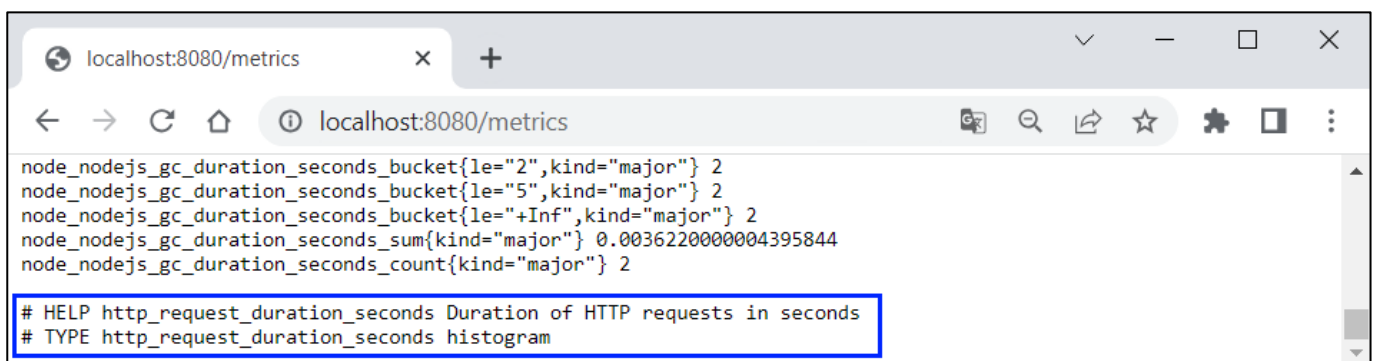 localhost:8080/metrics
localhost:8080/metrics
node_nodejs_gc_duration_seconds_bucket{le="2",kind="major"} 2
node_nodejs_gc_duration_seconds_bucket{le="5",kind="major"} 2
node_nodejs_gc_duration_seconds_bucket{le="+Inf",kind="major"} 2
node_nodejs_gc_duration_seconds_sum{kind="major"} 0.0036220000004395844
node_nodejs_gc_duration_seconds_count{kind="major"} 2
# HELP http_request_duration_seconds Duration of HTTP requests in seconds
# TYPE http_request_duration_seconds histogram